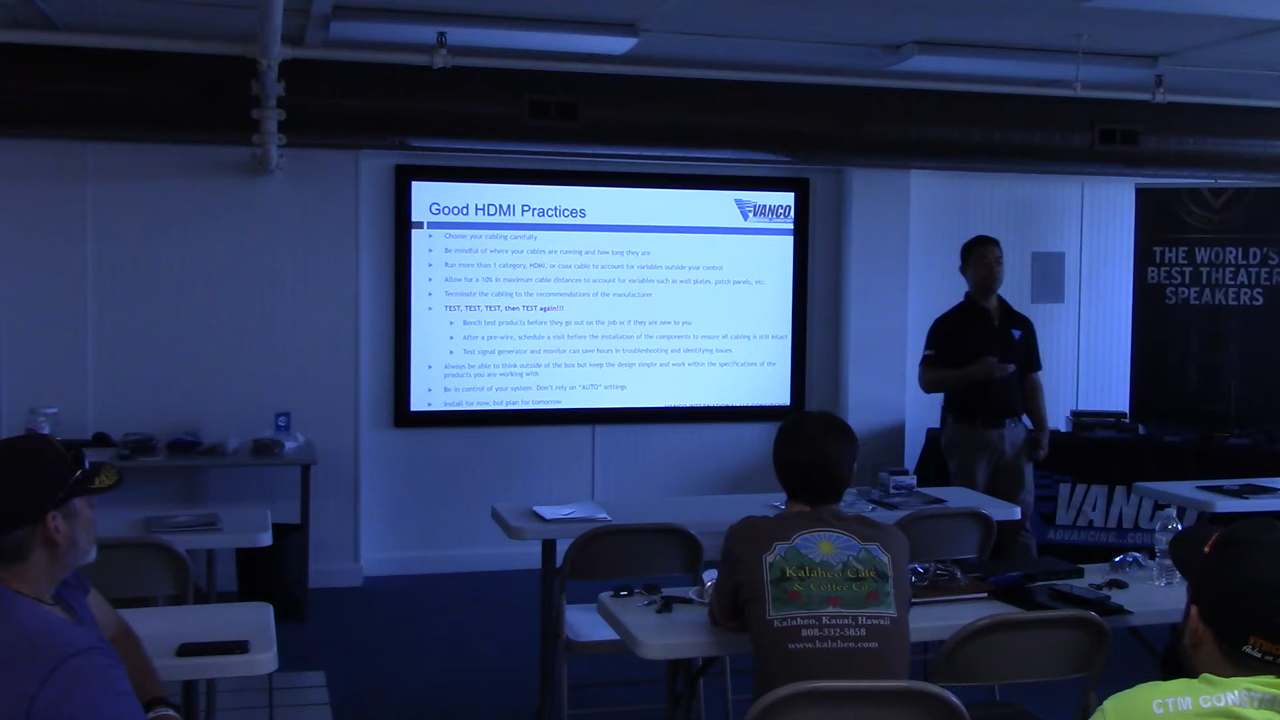 Good HDMI Practices
VANCO
Choose your cabling carefully
Be mindful of where your cables are running and how long they are
Run more than 1 category, HDMI, or coax cable to account for variables outside your control
Allow for a 10% in maximum cable distances to account for variables such as wall plates, patch panels, etc.
Terminate the cabling to the recommendations of the manufacturer
TEST, TEST, TEST, then TEST again!!!
Bench test products before they go out on the job or if they are new to you
After a pre-wire, schedule a visit before the installation of the components to ensure all cabling is still intact
Test signal generator and monitor can save hours in troubleshooting and identifying issues.
Always be able to think outside of the box but keep the design simple and work within the specifications of the
products you are working with
Be in control of your system. Don't rely on "AUTO" settings
Install for now, but plan for tomorrow
VANCO INTERNATIONAL LLC CONFIDENTI
THE WORLD'S
BEST THEATER
SPEAKERS
VANCO
ADVANCING...CON
Kalaheo Café
& Coffee Co.
Kalaheo, Kauai, Hawaii
808-332-5858
www.kalaheo.com
CTM CONST